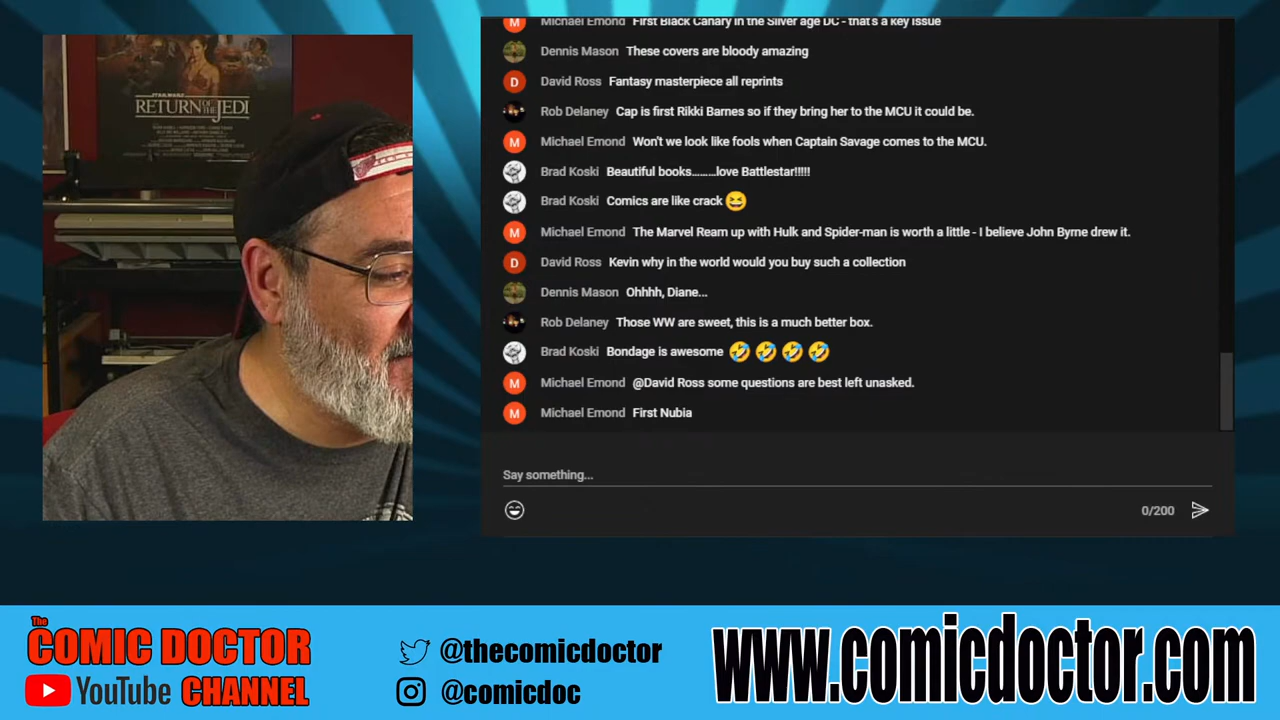 STAR WARS
RETURN OF THE JEDI
Michael Emond First Black Canary in the Silver age DC - that's a key issue
Dennis Mason These covers are bloody amazing
David Ross Fantasy masterpiece all reprints
Rob Delaney Cap is first Rikki Barnes so if they bring her to the MCU it could be.
Michael Emond Won't we look like fools when Captain Savage comes to the MCU.
Brad Koski Beautiful books.........love Battlestar!!!!!
Brad Koski Comics are like crack 😆
Michael Emond The Marvel Ream up with Hulk and Spider-man is worth a little - I believe John Byrne drew it.
David Ross Kevin why in the world would you buy such a collection
Dennis Mason Ohhhh, Diane...
Rob Delaney Those WW are sweet, this is a much better box.
Brad Koski Bondage is awesome 🤣 🤣 🤣 🤣
Michael Emond @David Ross some questions are best left unasked.
Michael Emond First Nubia
Say something...
0/200
The
COMIC DOCTOR
YouTube CHANNEL
@thecomicdoctor
@comicdoc
www.comicdoctor.com